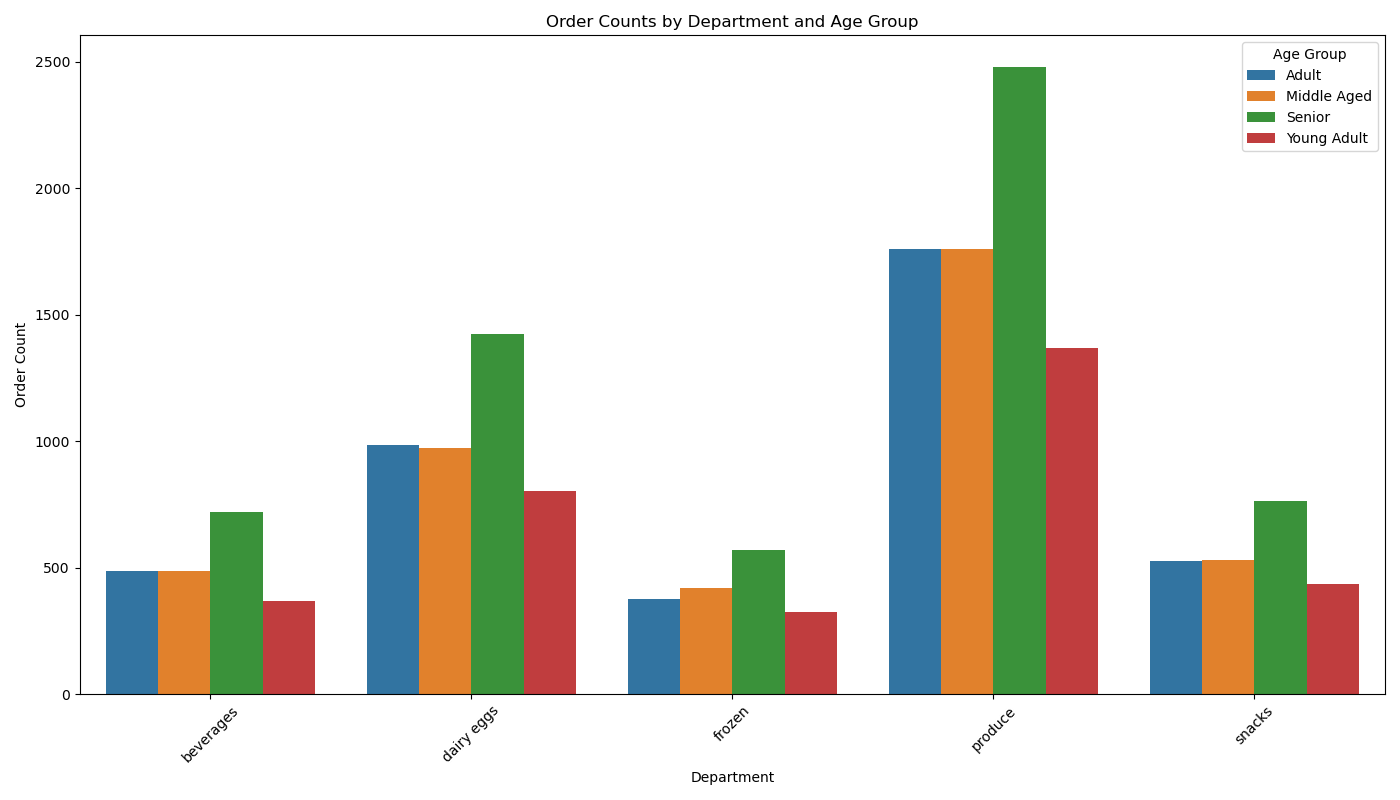 Order Counts by Department and Age Group
Age Group
Adult
Middle Aged
Senior
Young Adult
Order Count
2500
2000
1500
1000
500
0
beverages
dairy eggs
frozen
produce
snacks
Department